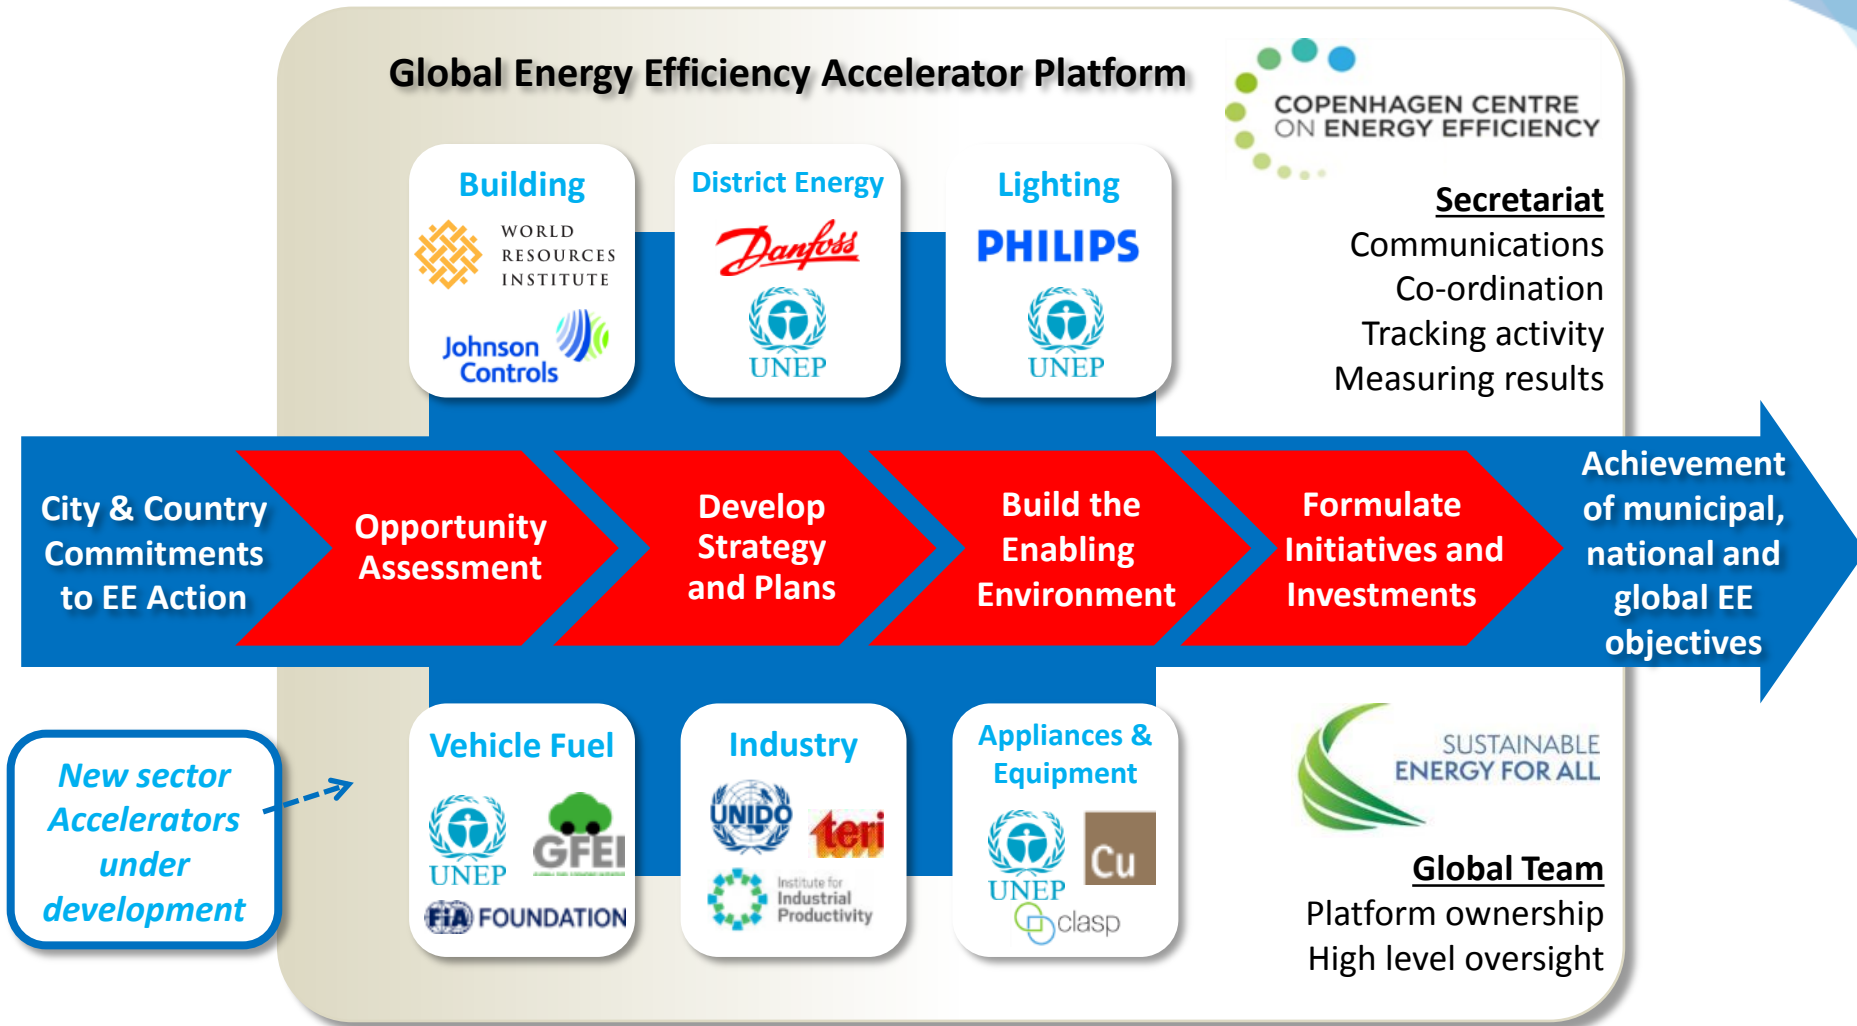 Global Energy Efficiency Accelerator Platform
COPENHAGEN CENTRE
ON ENERGY EFFICIENCY
Building
WORLD
RESOURCES
INSTITUTE
Johnson
Controls
District Energy
Danfoss
UNEP
Lighting
PHILIPS
UNEP
Secretariat
Communications
Co-ordination
Tracking activity
Measuring results
City & Country
Commitments
to EE Action
Opportunity
Assessment
Develop
Strategy
and Plans
Build the
Enabling
Environment
Formulate
Initiatives and
Investments
Achievement
of municipal,
national and
global EE
objectives
New sector
Accelerators
under
development
Vehicle Fuel
UNEP
GFEI
FiA FOUNDATION
Industry
UNIDO
teri
Institute for
Industrial
Productivity
Appliances &
Equipment
UNEP
Cu
clasp
SUSTAINABLE
ENERGY FOR ALL
Global Team
Platform ownership
High level oversight